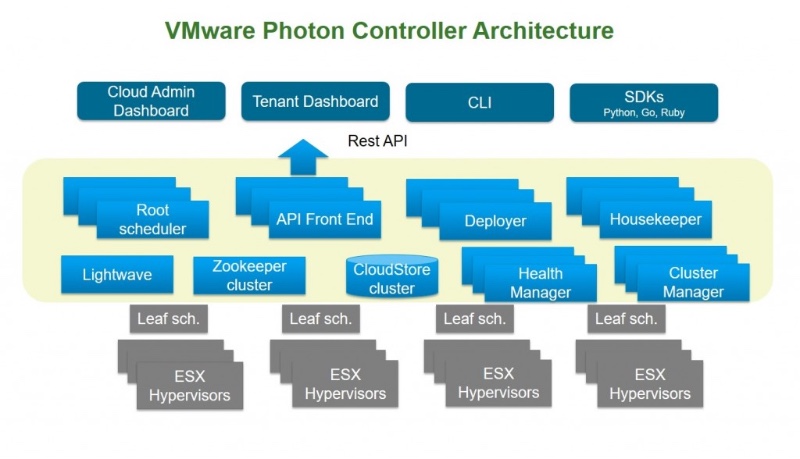 VMware Photon Controller Architecture
Cloud Admin
Dashboard
Tenant Dashboard
CLI
SDKs
Python, Go, Ruby
Rest API
Root
scheduler
API Front End
Deployer
Housekeeper
Lightwave
Zookeeper
cluster
CloudStore
cluster
Health
Manager
Cluster
Manager
Leaf sch.
Leaf sch.
Leaf sch.
Leaf sch.
ESX
Hypervisors
ESX
Hypervisors
ESX
Hypervisors
ESX
Hypervisors